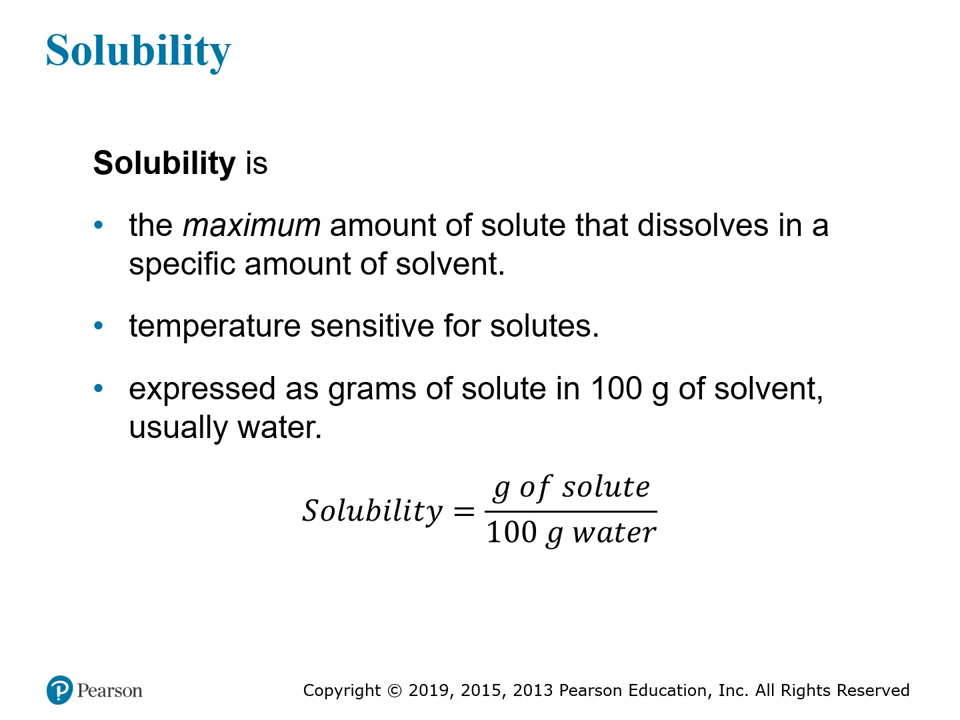 Solubility
Solubility is
• the maximum amount of solute that dissolves in a
specific amount of solvent.
• temperature sensitive for solutes.
• expressed as grams of solute in 100 g of solvent,
usually water.
Solubility = g of solute / 100 g water
Pearson
Copyright © 2019, 2015, 2013 Pearson Education, Inc. All Rights Reserved